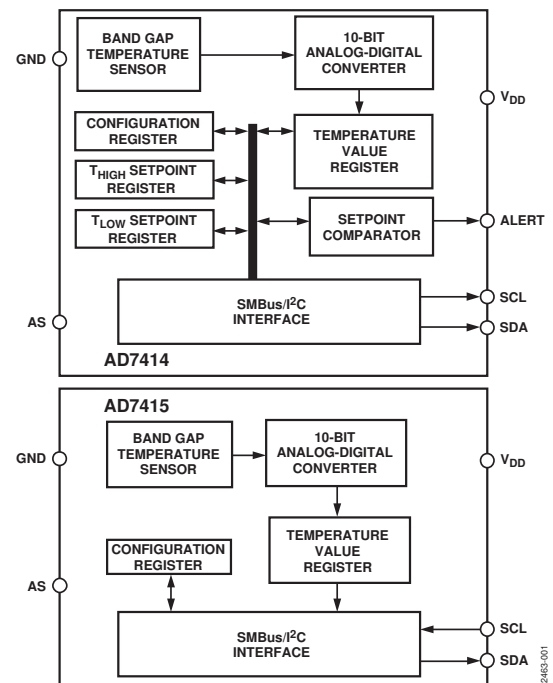 BAND GAP
TEMPERATURE
SENSOR
10-BIT
ANALOG-DIGITAL
CONVERTER
GND
VDD
CONFIGURATION
REGISTER
TEMPERATURE
VALUE
REGISTER
THIGH SETPOINT
REGISTER
TLOW SETPOINT
REGISTER
SETPOINT
COMPARATOR
ALERT
SMBus/I2C
INTERFACE
SCL
SDA
AS
AD7414
AD7415
BAND GAP
TEMPERATURE
SENSOR
10-BIT
ANALOG-DIGITAL
CONVERTER
GND
VDD
CONFIGURATION
REGISTER
TEMPERATURE
VALUE
REGISTER
AS
SMBus/I2C
INTERFACE
SCL
SDA
2463-001